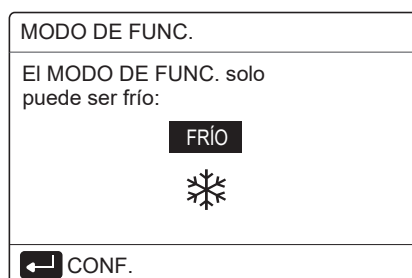 MODO DE FUNC.
El MODO DE FUNC. solo
puede ser frío:
FRÍO
CONF.